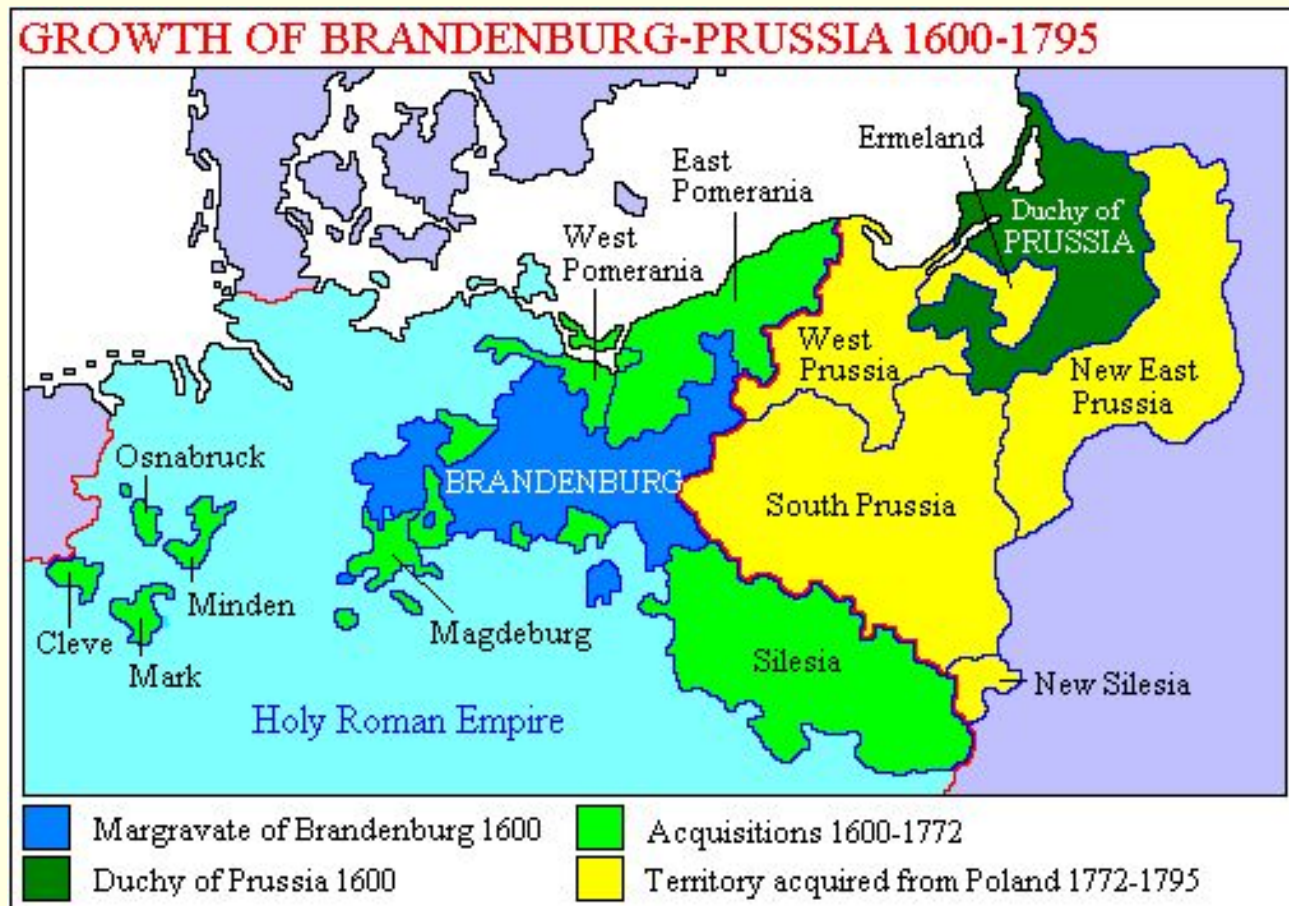 GROWTH OF BRANDENBURG-PRUSSIA 1600-1795
Ermeland
East
Pomerania
West
Pomerania
Duchy of
PRUSSIA
West
Prussia
New East
Prussia
Osnabruck
BRANDENBURG
South Prussia
Minden
Cleve
Magdeburg
Mark
Silesia
New Silesia
Holy Roman Empire
Margravate of Brandenburg 1600
Acquisitions 1600-1772
Duchy of Prussia 1600
Territory acquired from Poland 1772-1795